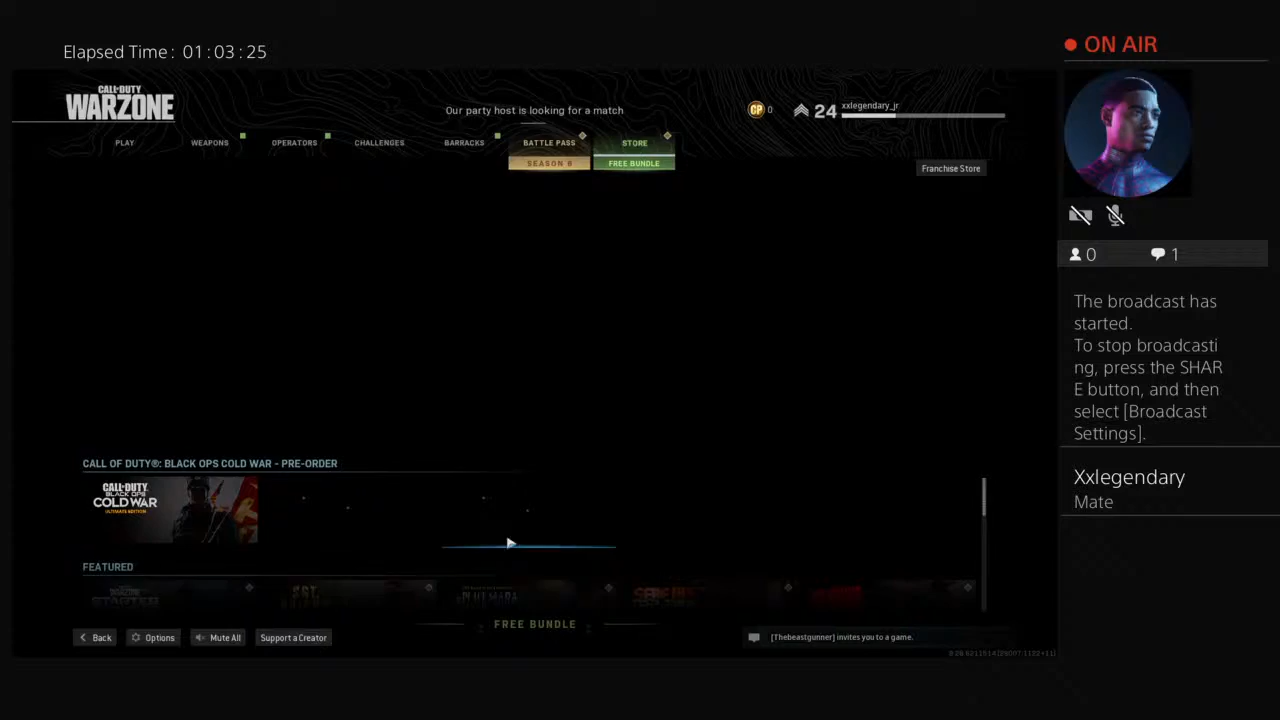 Elapsed Time: 01:03:25
ON AIR
CALL OF DUTY
WARZONE
Our party host is looking for a match
CP 0
24
xxlegendary_jr
PLAY
WEAPONS
OPERATORS
CHALLENGES
BARRACKS
BATTLE PASS
SEASON 6
STORE
FREE BUNDLE
Franchise Store
0
1
The broadcast has
started.
To stop broadcasti
ng, press the SHAR
E button, and then
select [Broadcast
Settings].
Xxlegendary
Mate
CALL OF DUTY®: BLACK OPS COLD WAR - PRE-ORDER
CALL OF DUTY
BLACK OPS
COLD WAR
ULTIMATE EDITION
FEATURED
WARZONE
FREE BUNDLE
Back
Options
Mute All
Support a Creator
[Thebeastgunner] invites you to a game.